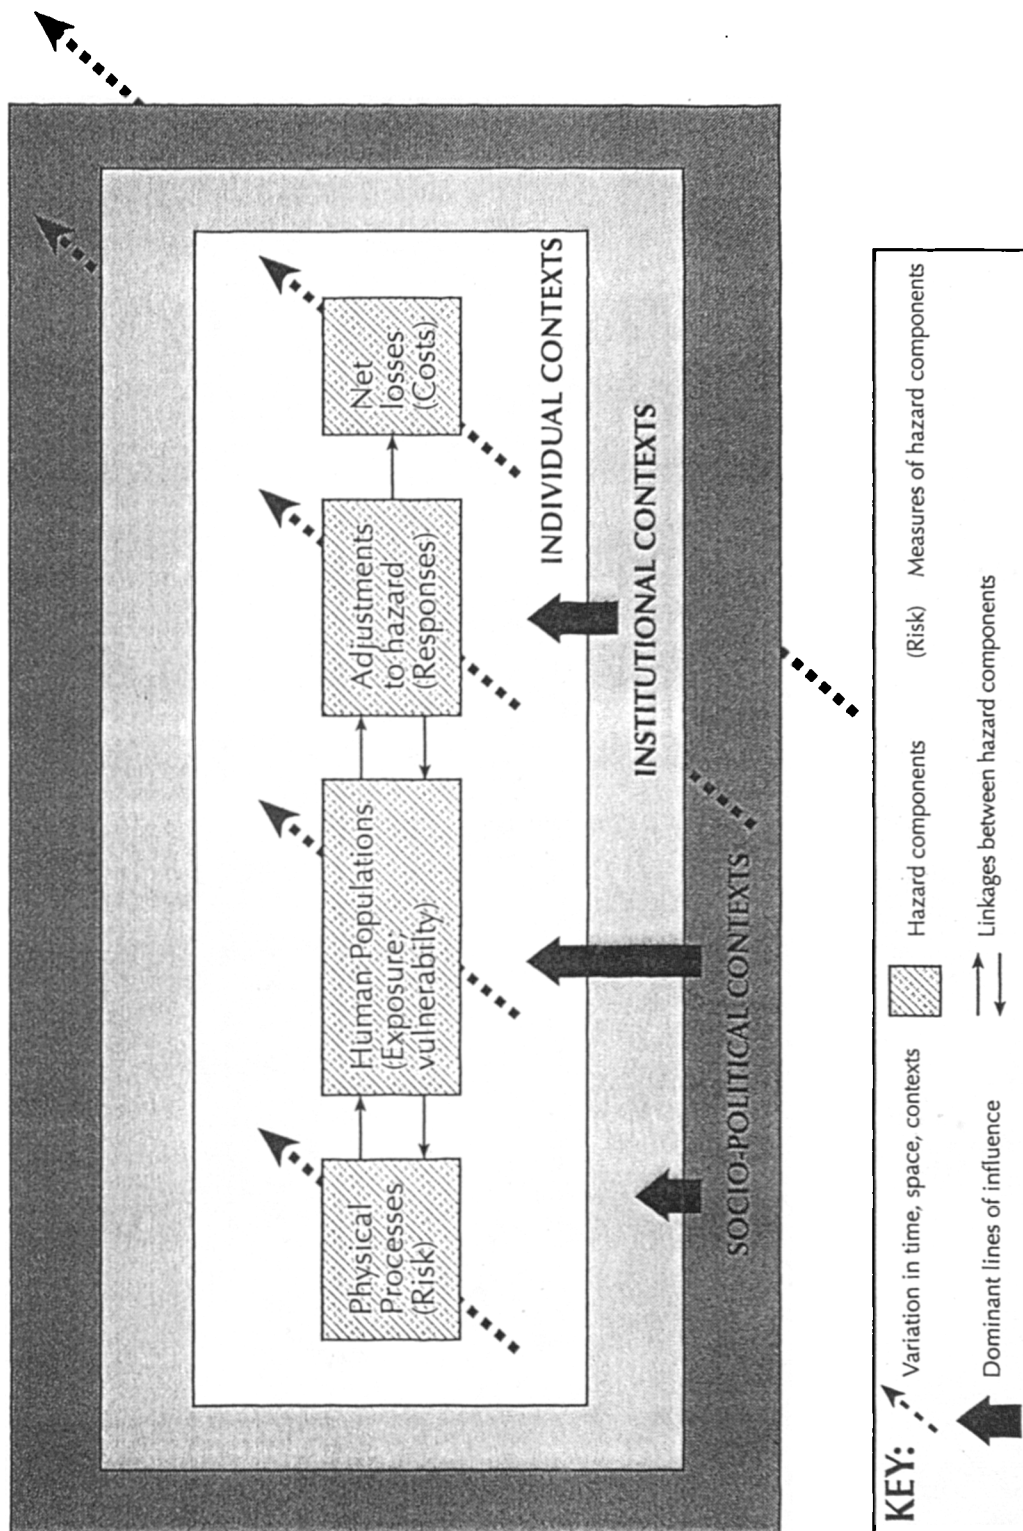 Physical
Processes
(Risk)
Human Populations
(Exposure,
vulnerabilty)
Adjustments
to hazard
(Responses)
Net
losses
(Costs)
INDIVIDUAL CONTEXTS
INSTITUTIONAL CONTEXTS
SOCIO-POLITICAL CONTEXTS
KEY:
Variation in time, space, contexts
Hazard components
(Risk) Measures of hazard components
Dominant lines of influence
Linkages between hazard components